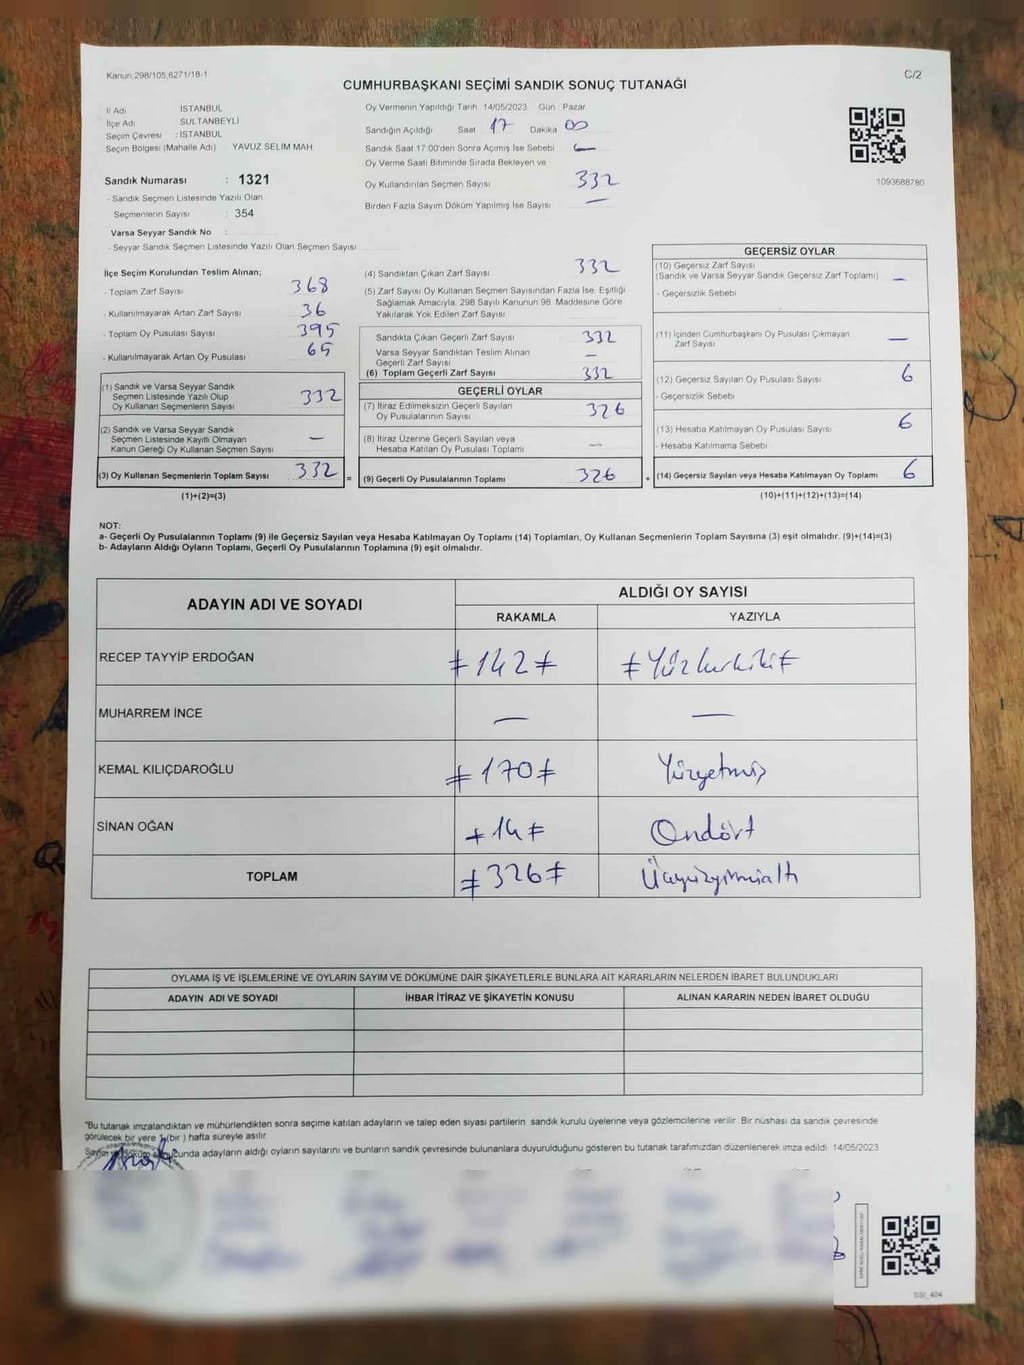 Kanun 298/105,6271/18-1
C/2
CUMHURBAŞKANI SEÇİMİ SANDIK SONUÇ TUTANAĞI
İl Adı İSTANBUL
İlçe Adı SULTANBEYLİ
Seçim Çevresi : İSTANBUL
Seçim Bölgesi (Mahalle Adı) YAVUZ SELİM MAH
Sandık Numarası : 1321
- Sandık Seçmen Listesinde Yazılı Olan
Seçmenlerin Sayısı : 354
Varsa Seyyar Sandık No :
- Seyyar Sandık Seçmen Listesinde Yazılı Olan Seçmen Sayısı
Oy Vermenin Yapıldığı Tarih 14/05/2023 Gün Pazar
Sandığın Açıldığı Saat 17 Dakika 00
Sandık Saat 17:00'den Sonra Açılmış İse Sebebi —
Oy Verme Saati Bitiminde Sırada Bekleyen ve
Oy Kullandırılan Seçmen Sayısı 332
Birden Fazla Sayım Döküm Yapılmış İse Sayısı —
1093688780
İlçe Seçim Kurulundan Teslim Alınan;
- Toplam Zarf Sayısı 368
- Kullanılmayarak Artan Zarf Sayısı 36
- Toplam Oy Pusulası Sayısı 395
- Kullanılmayarak Artan Oy Pusulası 65
(1) Sandık ve Varsa Seyyar Sandık
Seçmen Listesinde Yazılı Olup
Oy Kullanan Seçmenlerin Sayısı 332
(2) Sandık ve Varsa Seyyar Sandık
Seçmen Listesinde Kayıtlı Olmayan
Kanun Gereği Oy Kullanan Seçmen Sayısı —
(3) Oy Kullanan Seçmenlerin Toplam Sayısı 332
(1)+(2)=(3)
=
(4) Sandıktan Çıkan Zarf Sayısı 332
(5) Zarf Sayısı Oy Kullanan Seçmen Sayısından Fazla İse, Eşitliği
Sağlamak Amacıyla, 298 Sayılı Kanunun 98. Maddesine Göre
Yakılarak Yok Edilen Zarf Sayısı
Sandıkta Çıkan Geçerli Zarf Sayısı 332
Varsa Seyyar Sandıktan Teslim Alınan
Geçerli Zarf Sayısı —
(6) Toplam Geçerli Zarf Sayısı 332
GEÇERLİ OYLAR
(7) İtiraz Edilmeksizin Geçerli Sayılan
Oy Pusulalarının Sayısı 326
(8) İtiraz Üzerine Geçerli Sayılan veya
Hesaba Katılan Oy Pusulası Toplamı —
(9) Geçerli Oy Pusulalarının Toplamı 326
+
GEÇERSİZ OYLAR
(10) Geçersiz Zarf Sayısı
(Sandık ve Varsa Seyyar Sandık Geçersiz Zarf Toplamı) —
- Geçersizlik Sebebi
(11) İçinden Cumhurbaşkanı Oy Pusulası Çıkmayan
Zarf Sayısı —
(12) Geçersiz Sayılan Oy Pusulası Sayısı 6
- Geçersizlik Sebebi
(13) Hesaba Katılmayan Oy Pusulası Sayısı 6
- Hesaba Katılmama Sebebi
(14) Geçersiz Sayılan veya Hesaba Katılmayan Oy Toplamı 6
(10)+(11)+(12)+(13)=(14)
NOT:
a- Geçerli Oy Pusulalarının Toplamı (9) ile Geçersiz Sayılan veya Hesaba Katılmayan Oy Toplamı (14) Toplamları, Oy Kullanan Seçmenlerin Toplam Sayısına (3) eşit olmalıdır. (9)+(14)=(3)
b- Adayların Aldığı Oyların Toplamı, Geçerli Oy Pusulalarının Toplamına (9) eşit olmalıdır.
ADAYIN ADI VE SOYADI ALDIĞI OY SAYISI
RAKAMLA YAZIYLA
RECEP TAYYİP ERDOĞAN ≠142≠ ≠Yüzkırkiki≠
MUHARREM İNCE — —
KEMAL KILIÇDAROĞLU ≠170≠ Yüzyetmiş
SİNAN OĞAN +14≠ Ondört
TOPLAM ≠326≠ Üçyüzyirmialtı
OYLAMA İŞ VE İŞLEMLERİNE VE OYLARIN SAYIM VE DÖKÜMÜNE DAİR ŞİKAYETLERLE BUNLARA AİT KARARLARIN NELERDEN İBARET BULUNDUKLARI
ADAYIN ADI VE SOYADI İHBAR İTİRAZ VE ŞİKAYETİN KONUSU ALINAN KARARIN NEDEN İBARET OLDUĞU
*Bu tutanak imzalandıktan ve mühürlendikten sonra seçime katılan adayların ve talep eden siyasi partilerin sandık kurulu üyelerine veya gözlemcilerine verilir. Bir nüshası da sandık çevresinde
görülecek bir yere 1 (bir ) hafta süreyle asılır.
adayların aldığı oyların sayılarını ve bunların sandık çevresinde bulunanlara duyurulduğunu gösteren bu tutanak tarafımızdan düzenlenerek imza edildi 14/05/2023
SSI_404